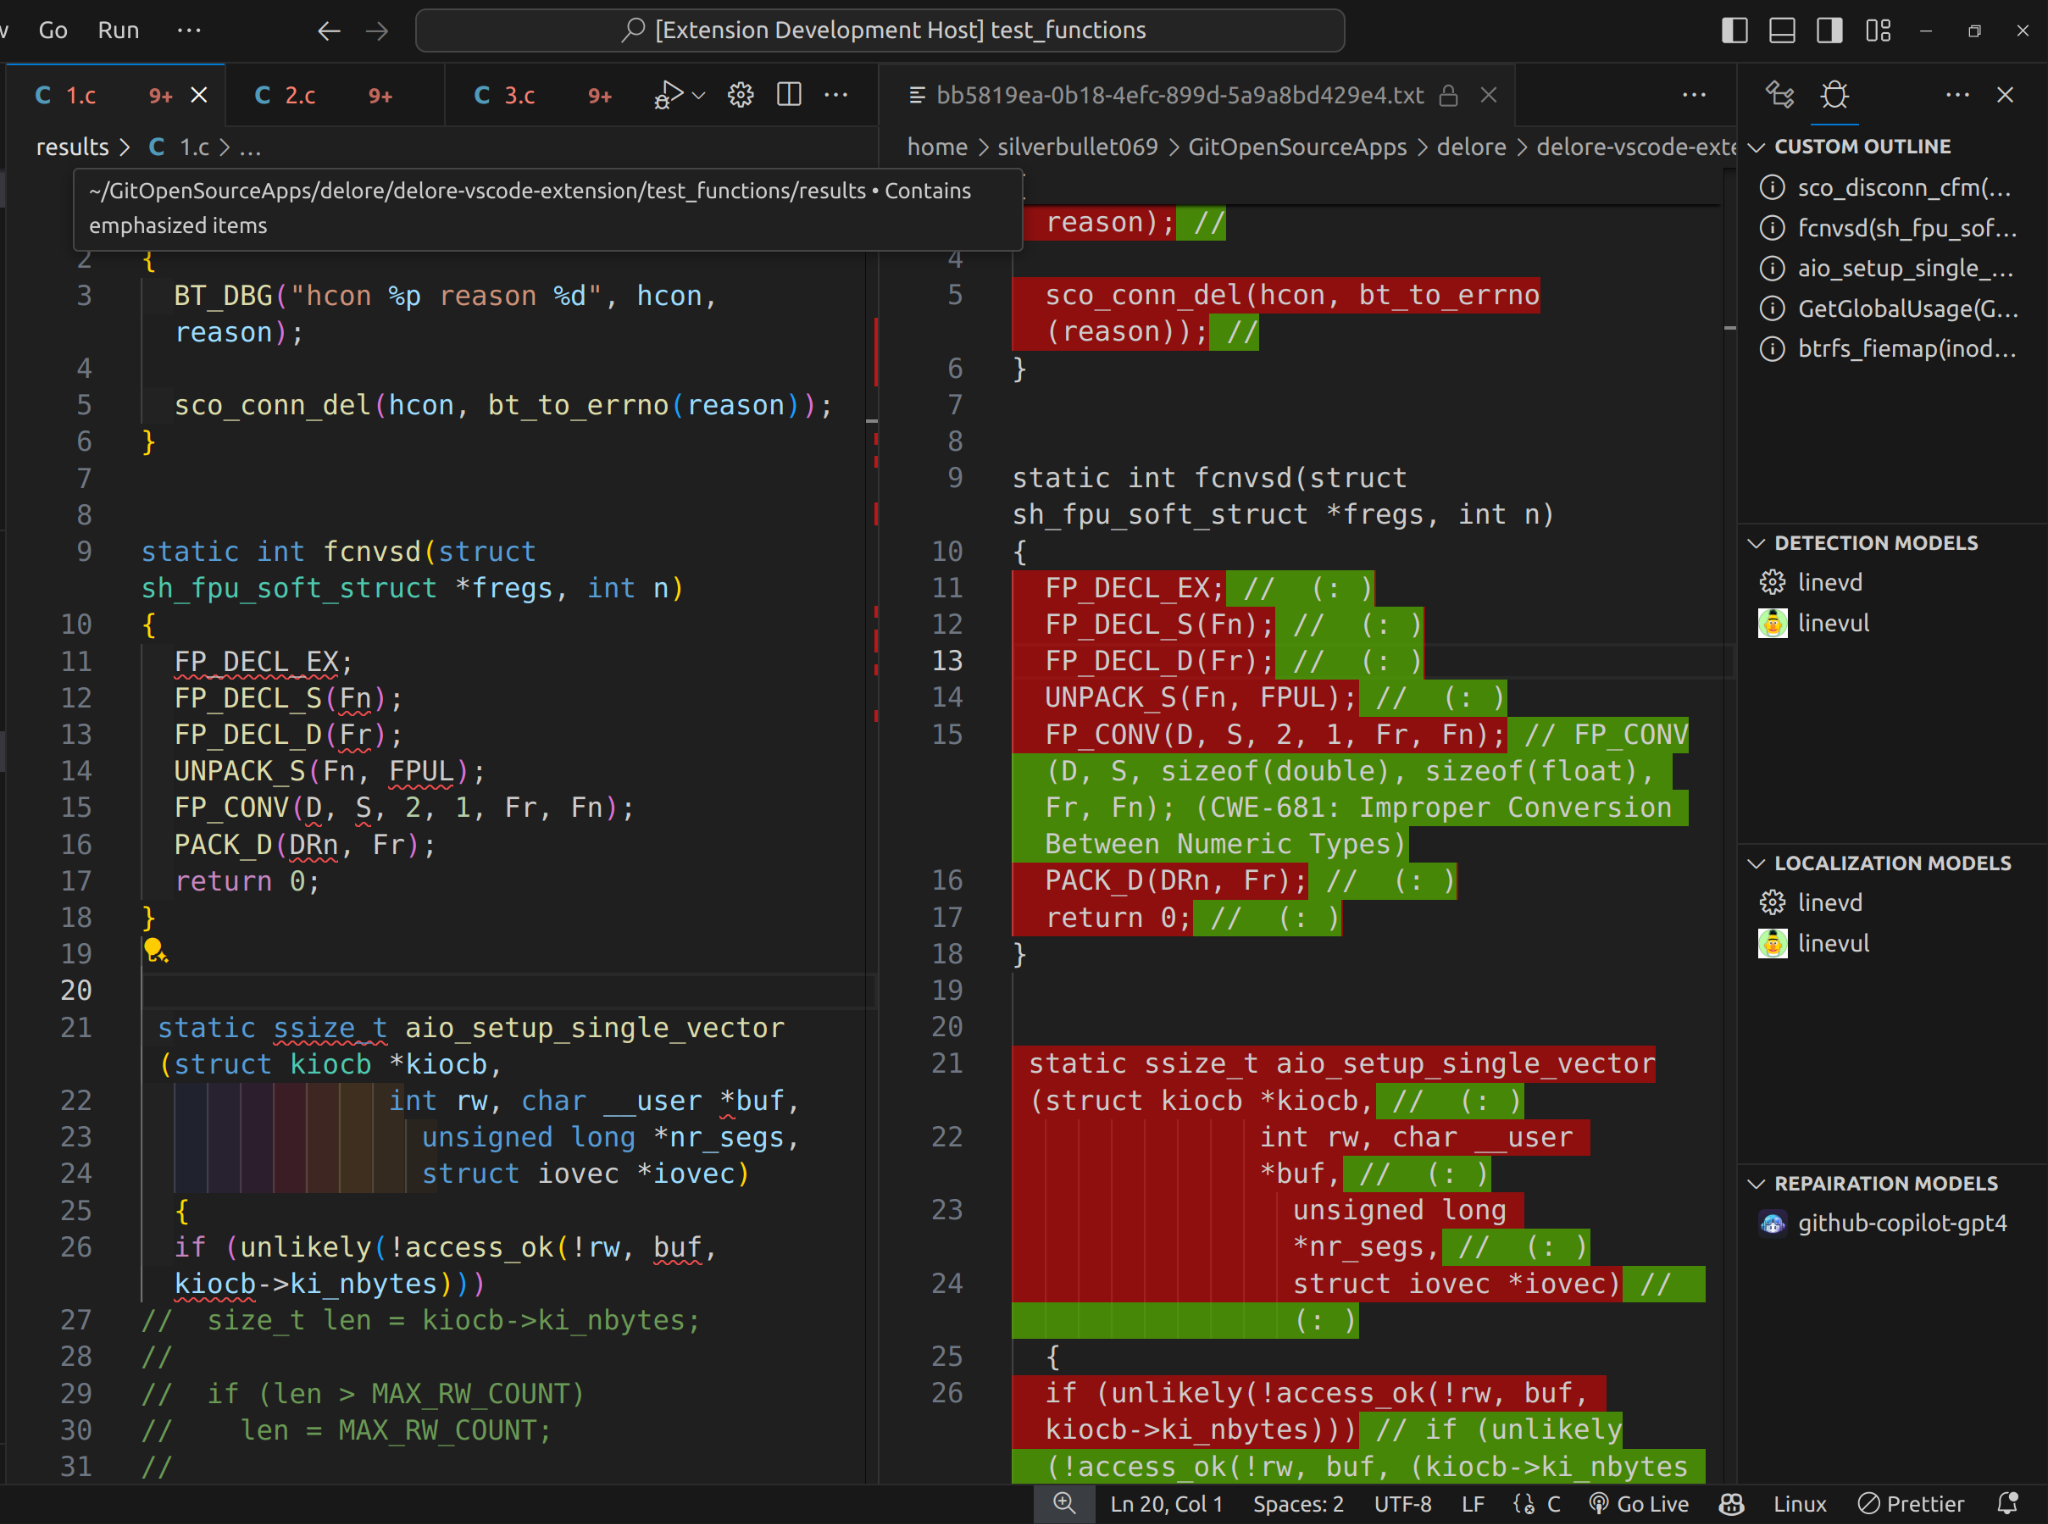 Go Run ···
[Extension Development Host] test_functions
C 1.c 9+
C 2.c 9+
C 3.c 9+
results > C 1.c > ...
~/GitOpenSourceApps/delore/delore-vscode-extension/test_functions/results • Contains
emphasized items
2 {
3 BT_DBG("hcon %p reason %d", hcon,
reason);
4
5 sco_conn_del(hcon, bt_to_errno(reason));
6 }
7
8
9 static int fcnvsd(struct
sh_fpu_soft_struct *fregs, int n)
10 {
11 FP_DECL_EX;
12 FP_DECL_S(Fn);
13 FP_DECL_D(Fr);
14 UNPACK_S(Fn, FPUL);
15 FP_CONV(D, S, 2, 1, Fr, Fn);
16 PACK_D(DRn, Fr);
17 return 0;
18 }
19
20
21 static ssize_t aio_setup_single_vector
(struct kiocb *kiocb,
22 int rw, char __user *buf,
23 unsigned long *nr_segs,
24 struct iovec *iovec)
25 {
26 if (unlikely(!access_ok(!rw, buf,
kiocb->ki_nbytes)))
27 // size_t len = kiocb->ki_nbytes;
28 //
29 // if (len > MAX_RW_COUNT)
30 // len = MAX_RW_COUNT;
31 //
bb5819ea-0b18-4efc-899d-5a9a8bd429e4.txt
home > silverbullet069 > GitOpenSourceApps > delore > delore-vscode-exte
reason); //
4
5 sco_conn_del(hcon, bt_to_errno
(reason)); //
6 }
7
8
9 static int fcnvsd(struct
sh_fpu_soft_struct *fregs, int n)
10 {
11 FP_DECL_EX; // (: )
12 FP_DECL_S(Fn); // (: )
13 FP_DECL_D(Fr); // (: )
14 UNPACK_S(Fn, FPUL); // (: )
15 FP_CONV(D, S, 2, 1, Fr, Fn); // FP_CONV
(D, S, sizeof(double), sizeof(float),
Fr, Fn); (CWE-681: Improper Conversion
Between Numeric Types)
16 PACK_D(DRn, Fr); // (: )
17 return 0; // (: )
18 }
19
20
21 static ssize_t aio_setup_single_vector
(struct kiocb *kiocb, // (: )
22 int rw, char __user
*buf, // (: )
23 unsigned long
*nr_segs, // (: )
24 struct iovec *iovec) //
(: )
25 {
26 if (unlikely(!access_ok(!rw, buf,
kiocb->ki_nbytes))) // if (unlikely
(!access_ok(!rw, buf, (kiocb->ki_nbytes
CUSTOM OUTLINE
sco_disconn_cfm(...
fcnvsd(sh_fpu_sof...
aio_setup_single_...
GetGlobalUsage(G...
btrfs_fiemap(inod...
DETECTION MODELS
linevd
linevul
LOCALIZATION MODELS
linevd
linevul
REPAIRATION MODELS
github-copilot-gpt4
Ln 20, Col 1 Spaces: 2 UTF-8 LF C Go Live Linux Prettier